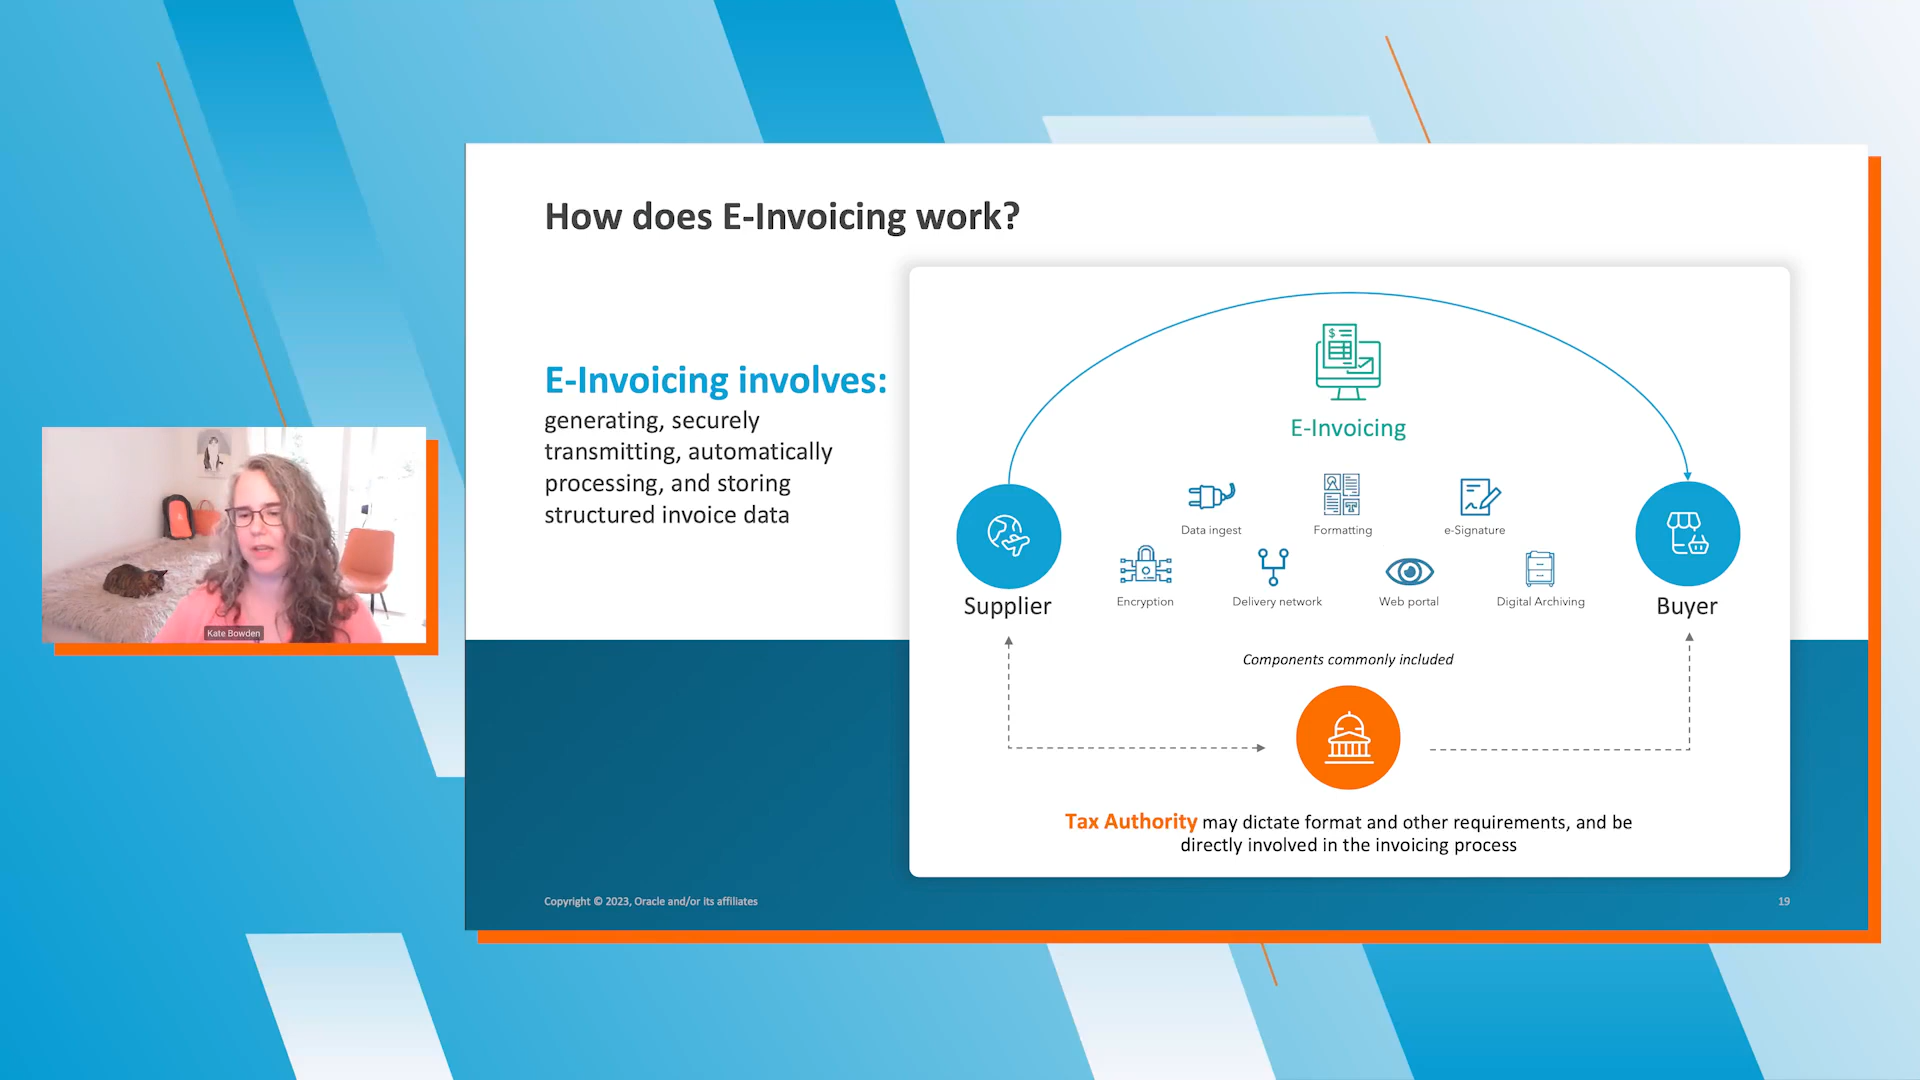 How does E-Invoicing work?
E-Invoicing involves:
generating, securely
transmitting, automatically
processing, and storing
structured invoice data
E-Invoicing
Data ingest
Formatting
e-Signature
Encryption
Delivery network
Web portal
Digital Archiving
Supplier
Buyer
Components commonly included
Tax Authority may dictate format and other requirements, and be
directly involved in the invoicing process
Kate Bowden
Copyright © 2023, Oracle and/or its affiliates
19